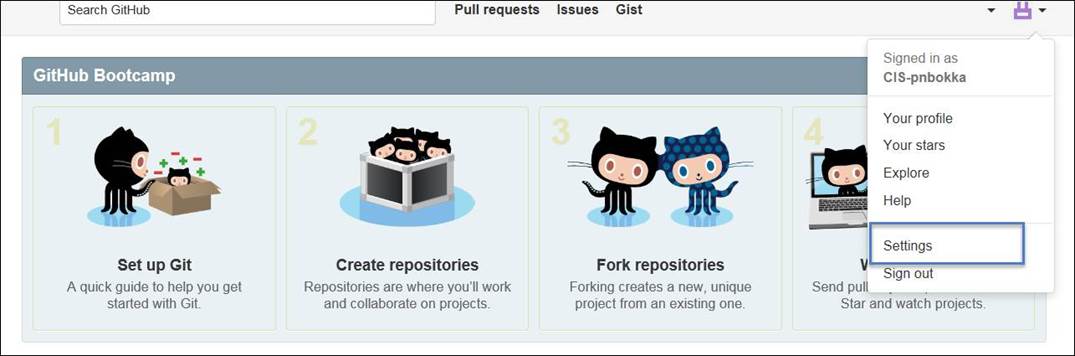 Search GitHub
Pull requests Issues Gist
Signed in as
CIS-pnbokka
Your profile
Your stars
Explore
Help
Settings
Sign out
GitHub Bootcamp
1
Set up Git
A quick guide to help you get
started with Git.
2
Create repositories
Repositories are where you’ll work
and collaborate on projects.
3
Fork repositories
Forking creates a new, unique
project from an existing one.
4
Send pull
Star and watch projects.